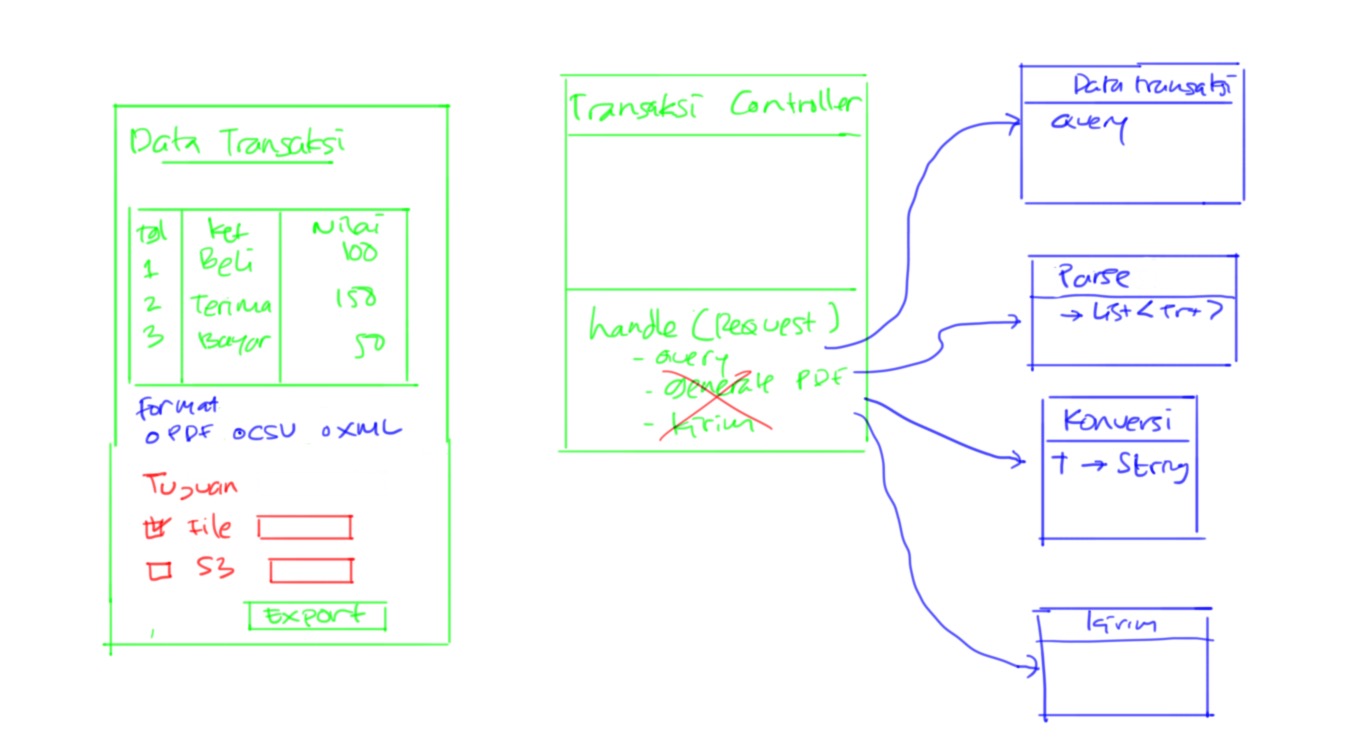 Data Transaksi
tgl ket Nilai
1 Beli 100
2 Terima 150
3 Bayar 50
Format
PDF CSV XML
Tujuan
File
S3
Export
Transaksi Controller
handle (Request)
- query
- generate PDF
- kirim
Data transaksi
query
Parse
→ List<Trx>
Konversi
T → String
kirim